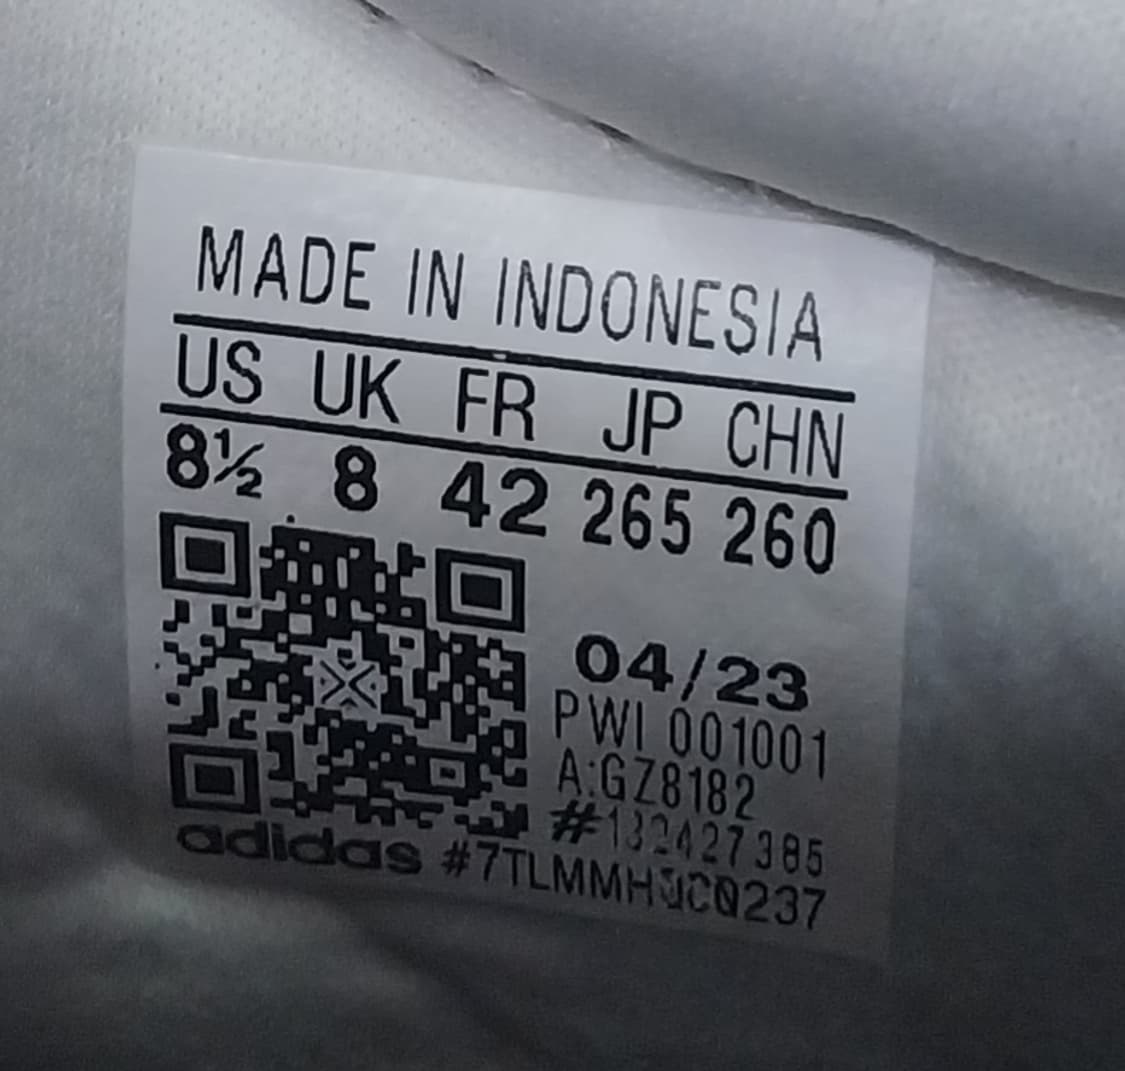 MADE IN INDONESIA
US UK FR JP CHN
8½ 8 42 265 260
04/23
PWI 001001
A:GZ8182
#132427385
adidas